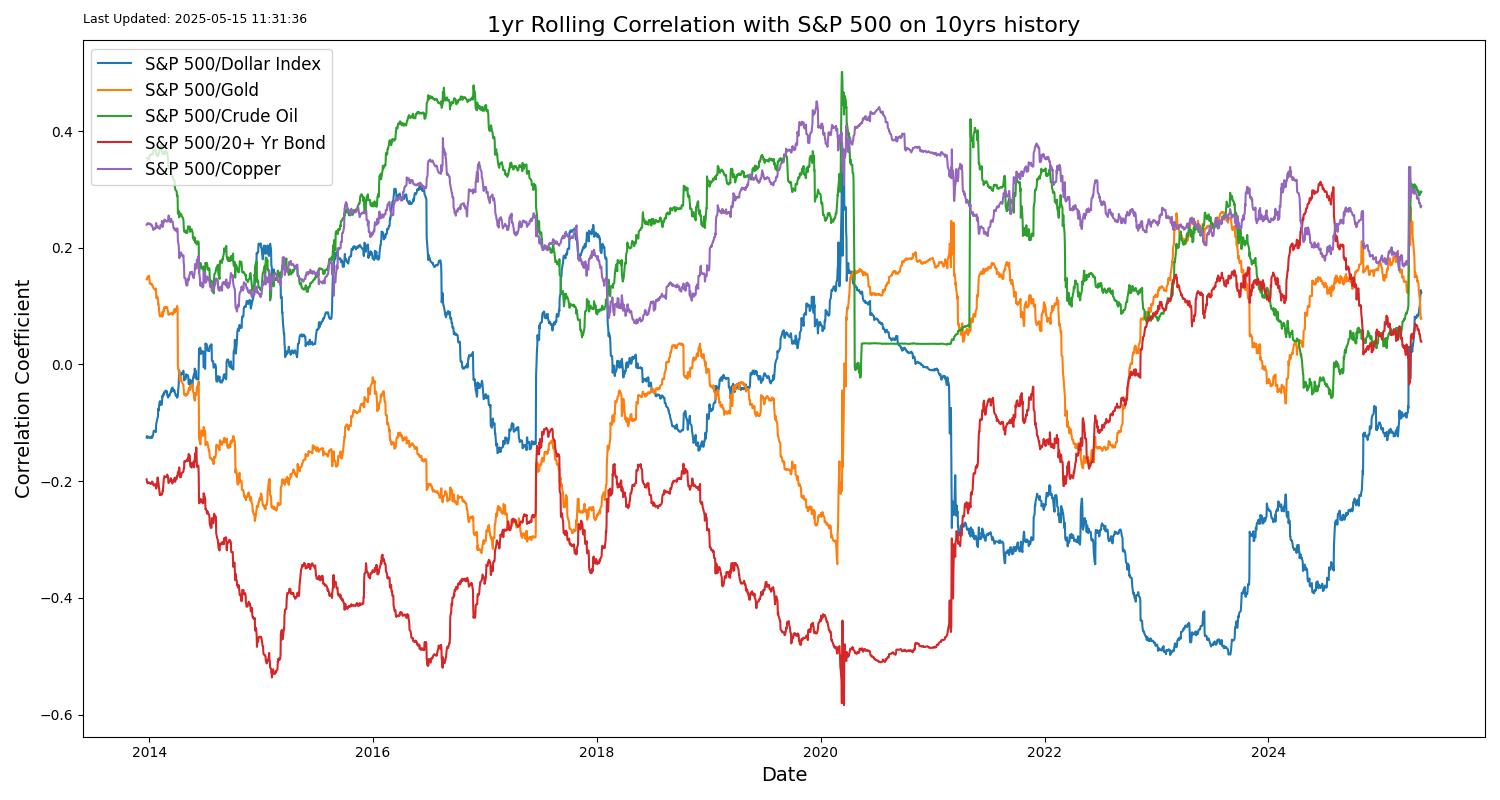 Last Updated: 2025-05-15 11:31:36
1yr Rolling Correlation with S&P 500 on 10yrs history
S&P 500/Dollar Index
S&P 500/Gold
S&P 500/Crude Oil
S&P 500/20+ Yr Bond
S&P 500/Copper
Correlation Coefficient
0.4
0.2
0.0
−0.2
−0.4
−0.6
2014 2016 2018 2020 2022 2024
Date